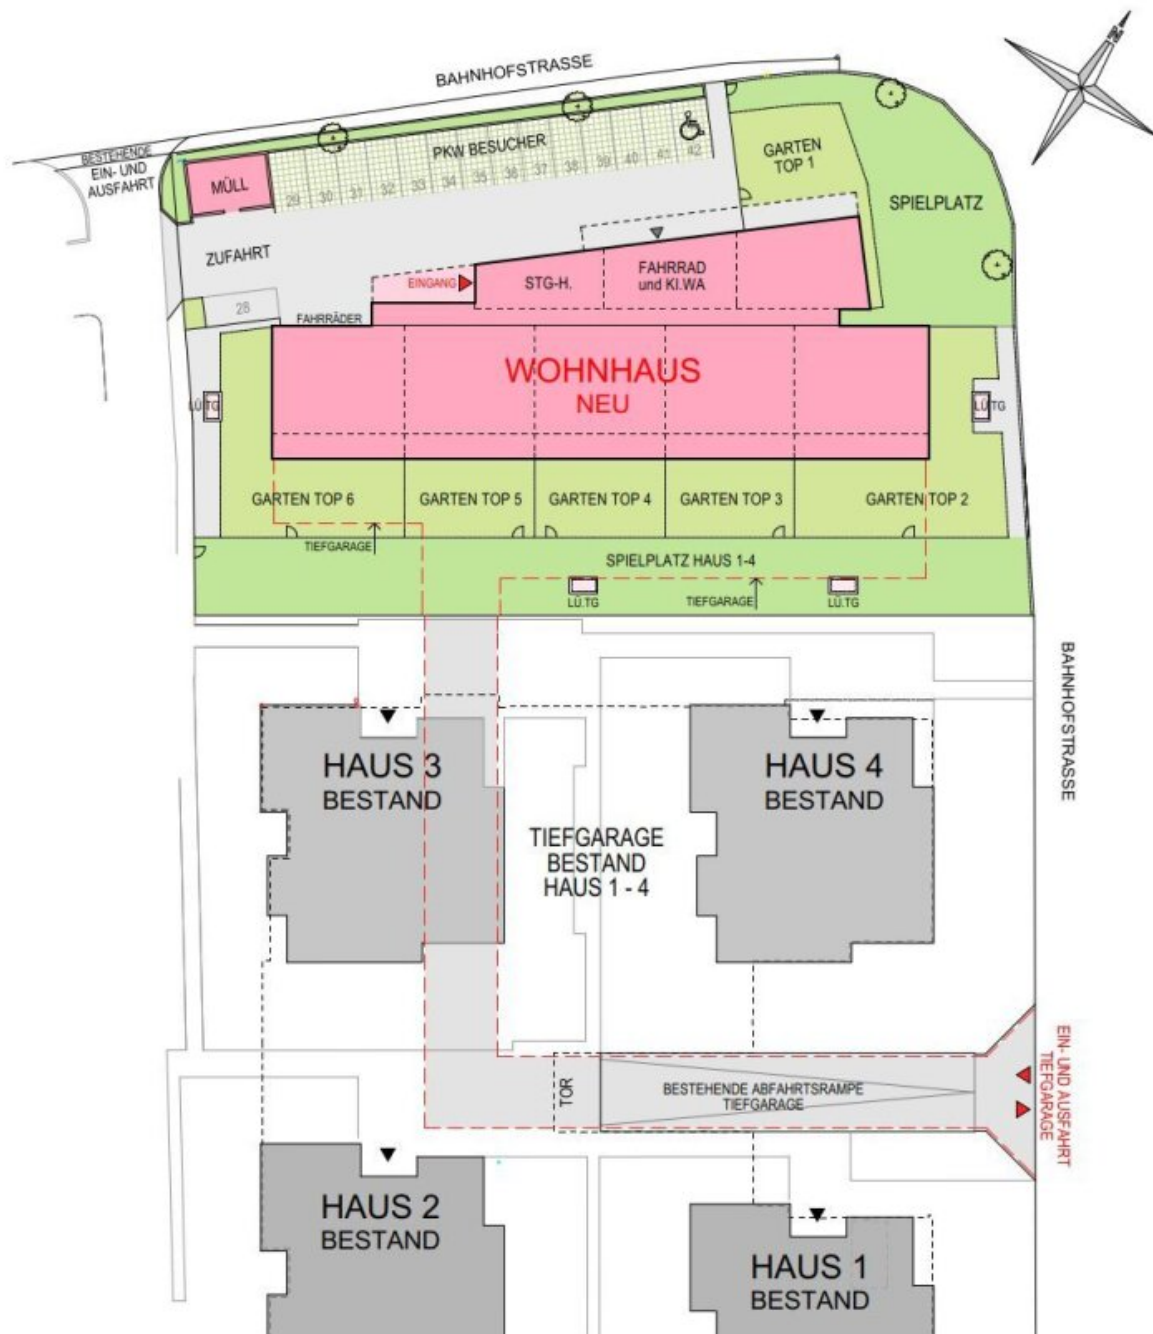 BAHNHOFSTRASSE
N
BESTEHENDE
EIN- UND
AUSFAHRT
MÜLL
PKW BESUCHER
29 30 31 32 33 34 35 36 37 38 39 40 41 42
GARTEN
TOP 1
SPIELPLATZ
ZUFAHRT
EINGANG
STG-H.
FAHRRAD
und KI.WA
28
FAHRRÄDER
WOHNHAUS
NEU
LÜ.TG
LÜ.TG
GARTEN TOP 6
GARTEN TOP 5
GARTEN TOP 4
GARTEN TOP 3
GARTEN TOP 2
TIEFGARAGE
SPIELPLATZ HAUS 1-4
LÜ.TG
TIEFGARAGE
LÜ.TG
BAHNHOFSTRASSE
HAUS 3
BESTAND
HAUS 4
BESTAND
TIEFGARAGE
BESTAND
HAUS 1 - 4
TOR
BESTEHENDE ABFAHRTSRAMPE
TIEFGARAGE
EIN- UND AUSFAHRT
TIEFGARAGE
HAUS 2
BESTAND
HAUS 1
BESTAND